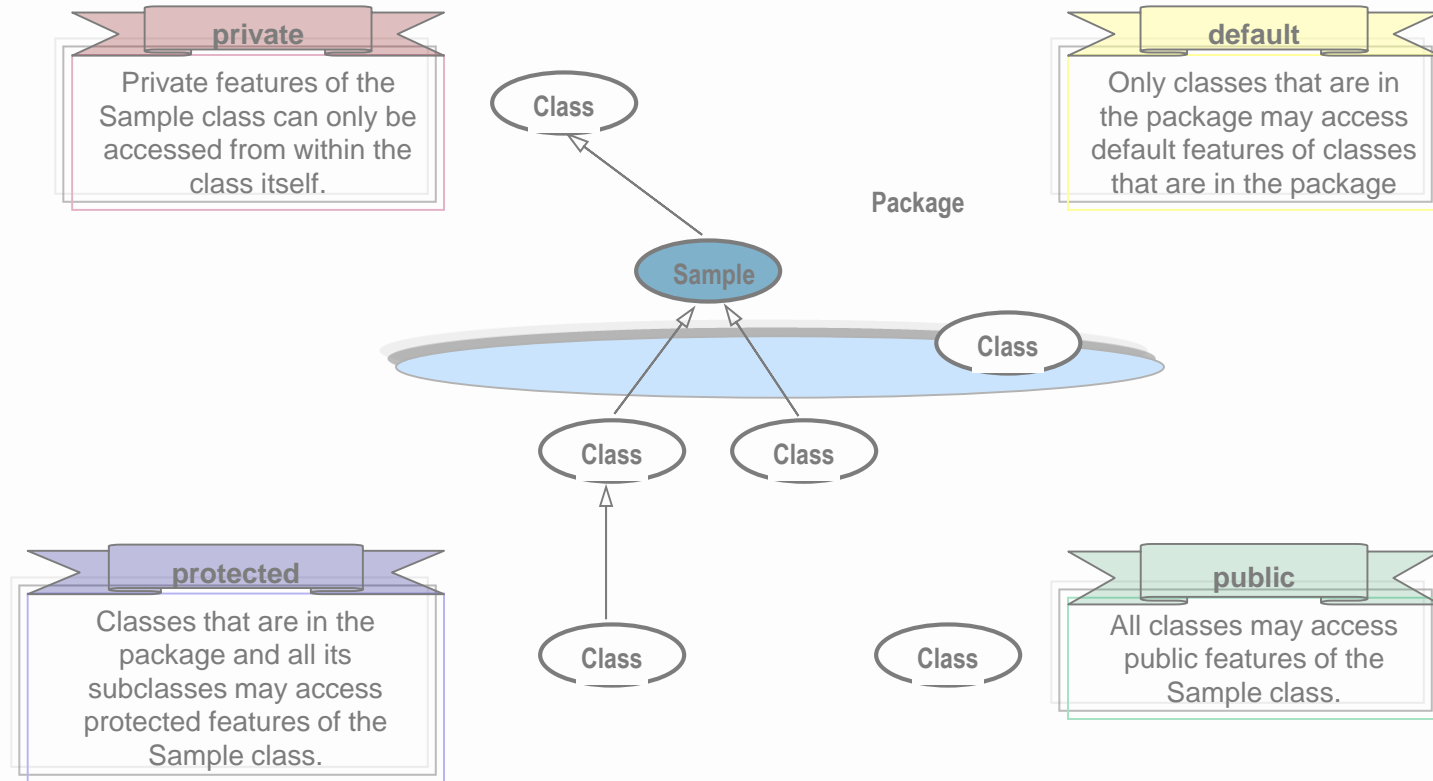 private
Private features of the
Sample class can only be
accessed from within the
class itself.
default
Only classes that are in
the package may access
default features of classes
that are in the package
Class
Package
Sample
Class
Class
Class
protected
Classes that are in the
package and all its
subclasses may access
protected features of the
Sample class.
Class
Class
public
All classes may access
public features of the
Sample class.